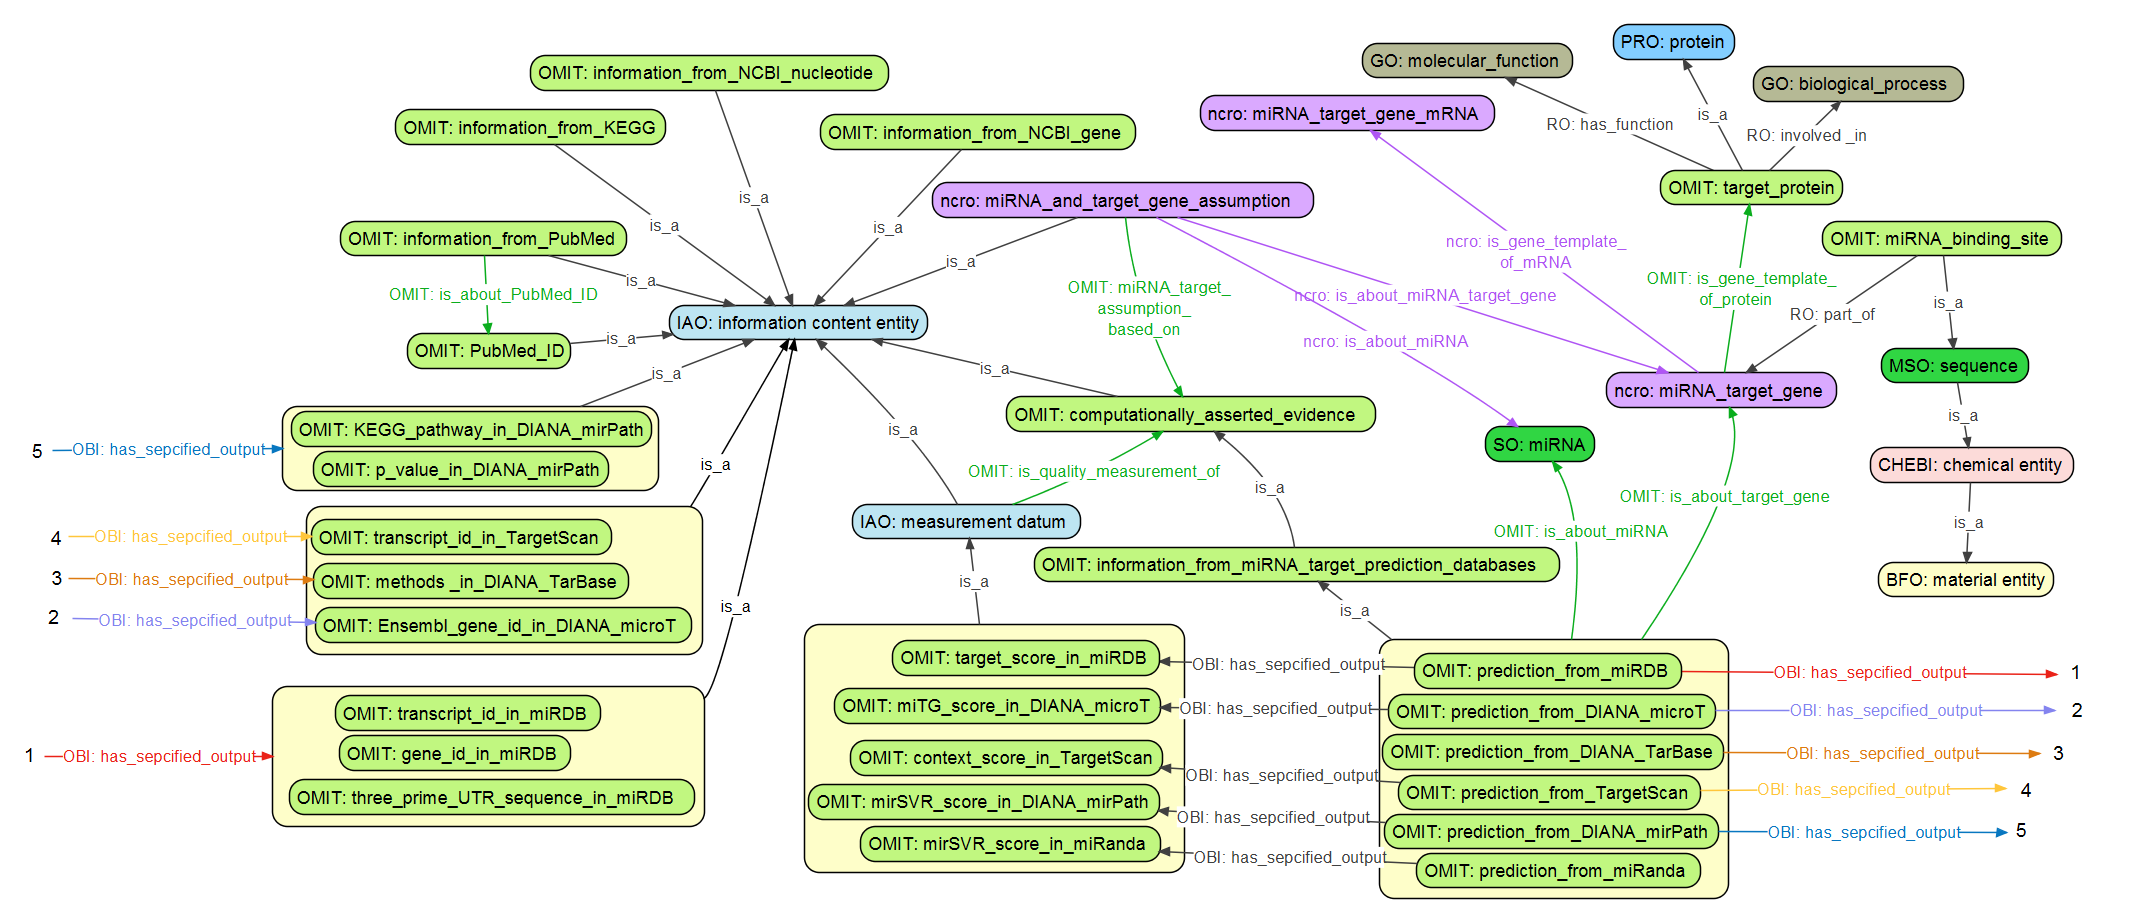 PRO: protein
GO: molecular_function
OMIT: information_from_NCBI_nucleotide
GO: biological_process
ncro: miRNA_target_gene_mRNA
OMIT: information_from_KEGG
OMIT: information_from_NCBI_gene
RO: has_function
is_a
RO: involved _in
OMIT: target_protein
is_a
ncro: miRNA_and_target_gene_assumption
is_a
is_a
OMIT: information_from_PubMed
ncro: is_gene_template_
of_mRNA
OMIT: miRNA_binding_site
is_a
is_a
OMIT: is_about_PubMed_ID
OMIT: miRNA_target_
assumption_
based_on
ncro: is_about_miRNA_target_gene
OMIT: is_gene_template_
of_protein
is_a
RO: part_of
IAO: information content entity
is_a
OMIT: PubMed_ID
ncro: is_about_miRNA
MSO: sequence
is_a
is_a
ncro: miRNA_target_gene
OMIT: computationally_asserted_evidence
is_a
OMIT: KEGG_pathway_in_DIANA_mirPath
is_a
SO: miRNA
5
OBI: has_sepcified_output
OMIT: p_value_in_DIANA_mirPath
is_a
OMIT: is_quality_measurement_of
CHEBI: chemical entity
is_a
OMIT: is_about_target_gene
IAO: measurement datum
is_a
4
OBI: has_sepcified_output
OMIT: transcript_id_in_TargetScan
OMIT: is_about_miRNA
OMIT: information_from_miRNA_target_prediction_databases
3
OBI: has_sepcified_output
OMIT: methods _in_DIANA_TarBase
is_a
BFO: material entity
is_a
is_a
2
OBI: has_sepcified_output
OMIT: Ensembl_gene_id_in_DIANA_microT
OMIT: target_score_in_miRDB
OBI: has_sepcified_output
OMIT: prediction_from_miRDB
OBI: has_sepcified_output
1
OMIT: transcript_id_in_miRDB
OMIT: miTG_score_in_DIANA_microT
OBI: has_sepcified_output
OMIT: prediction_from_DIANA_microT
OBI: has_sepcified_output
2
1
OBI: has_sepcified_output
OMIT: gene_id_in_miRDB
OMIT: context_score_in_TargetScan
OMIT: prediction_from_DIANA_TarBase
OBI: has_sepcified_output
3
OBI: has_sepcified_output
OMIT: prediction_from_TargetScan
OBI: has_sepcified_output
4
OMIT: three_prime_UTR_sequence_in_miRDB
OMIT: mirSVR_score_in_DIANA_mirPath
OBI: has_sepcified_output
OMIT: prediction_from_DIANA_mirPath
OBI: has_sepcified_output
5
OMIT: mirSVR_score_in_miRanda
OBI: has_sepcified_output
OMIT: prediction_from_miRanda